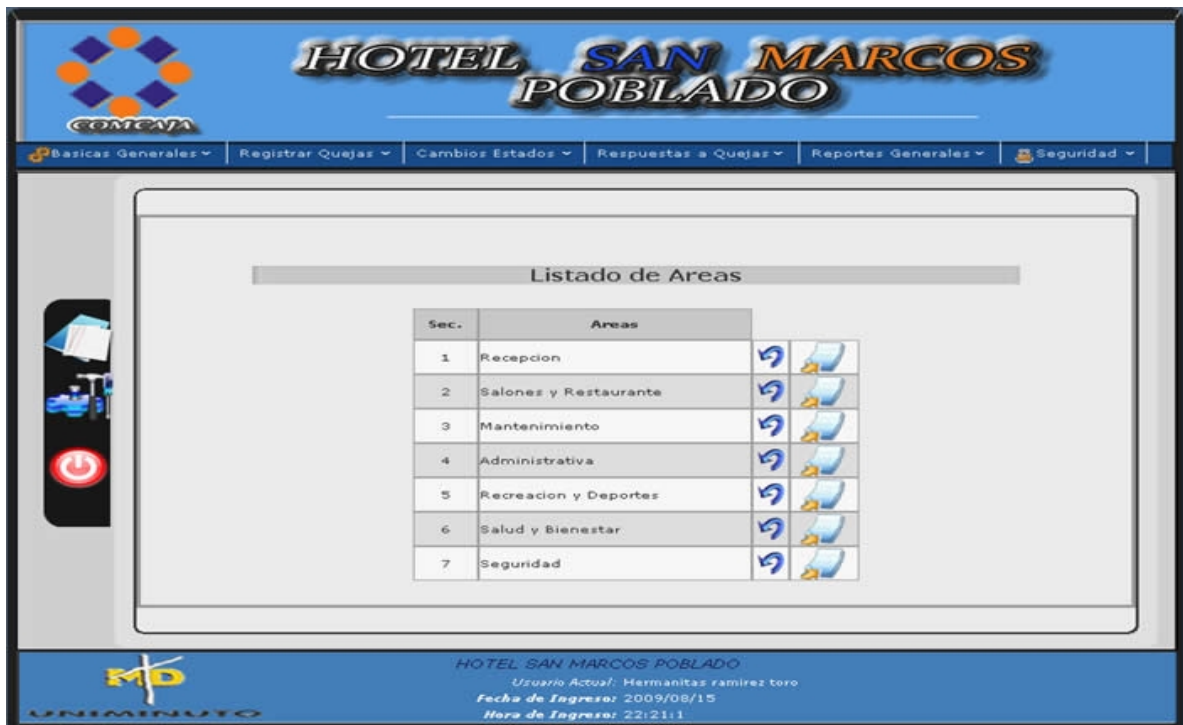 HOTEL SAN MARCOS
POBLADO
COMCAJA
Basicas Generales Registrar Quejas Cambios Estados Respuestas a Quejas Reportes Generales Seguridad
Listado de Areas
Sec. Areas
1 Recepcion
2 Salones y Restaurante
3 Mantenimiento
4 Administrativa
5 Recreacion y Deportes
6 Salud y Bienestar
7 Seguridad
MD
UNIMINUTO
HOTEL SAN MARCOS POBLADO
Usuario Actual: Hermanitas ramirez toro
Fecha de Ingreso: 2009/08/15
Hora de Ingreso: 22:21:1